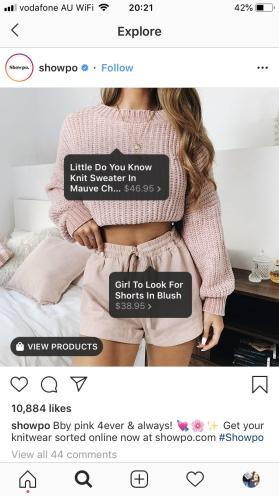 vodafone AU WiFi 20:21 42%
Explore
Showpo. showpo · Follow
Little Do You Know
Knit Sweater In
Mauve Ch... $46.95 >
Girl To Look For
Shorts In Blush
$38.95 >
VIEW PRODUCTS
10,884 likes
showpo Bby pink 4ever & always! 💘🌸✨ Get your
knitwear sorted online now at showpo.com #Showpo
View all 44 comments